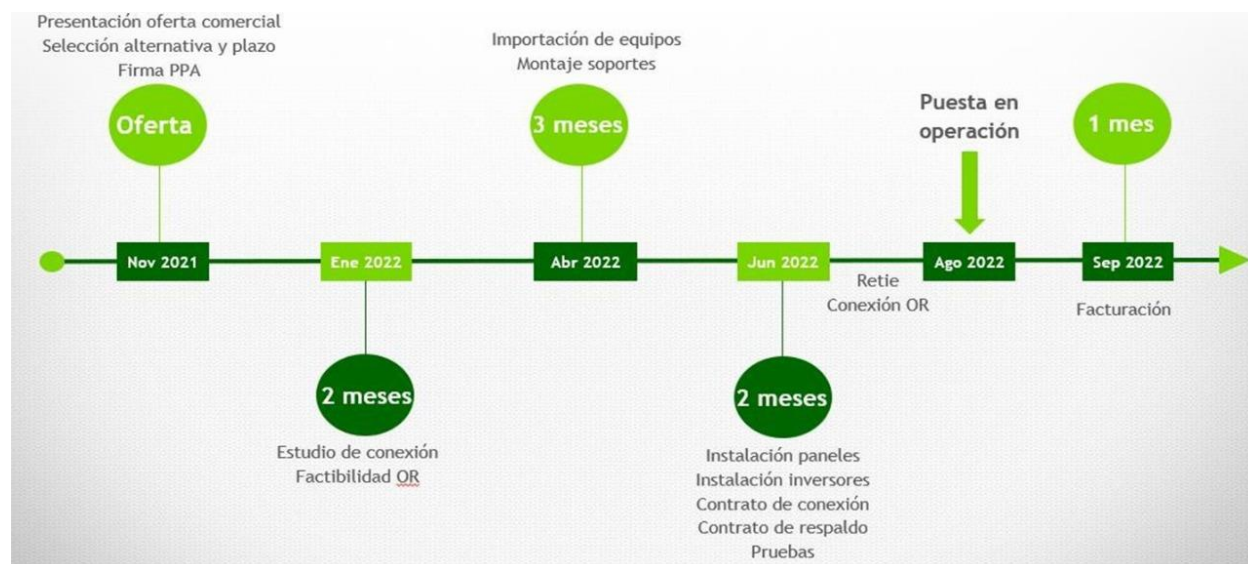 Presentación oferta comercial
Selección alternativa y plazo
Firma PPA
Oferta
Importación de equipos
Montaje soportes
3 meses
Puesta en
operación
1 mes
Nov 2021
Ene 2022
Abr 2022
Jun 2022
Ago 2022
Sep 2022
Retie
Conexión OR
Facturación
2 meses
Estudio de conexión
Factibilidad OR
2 meses
Instalación paneles
Instalación inversores
Contrato de conexión
Contrato de respaldo
Pruebas